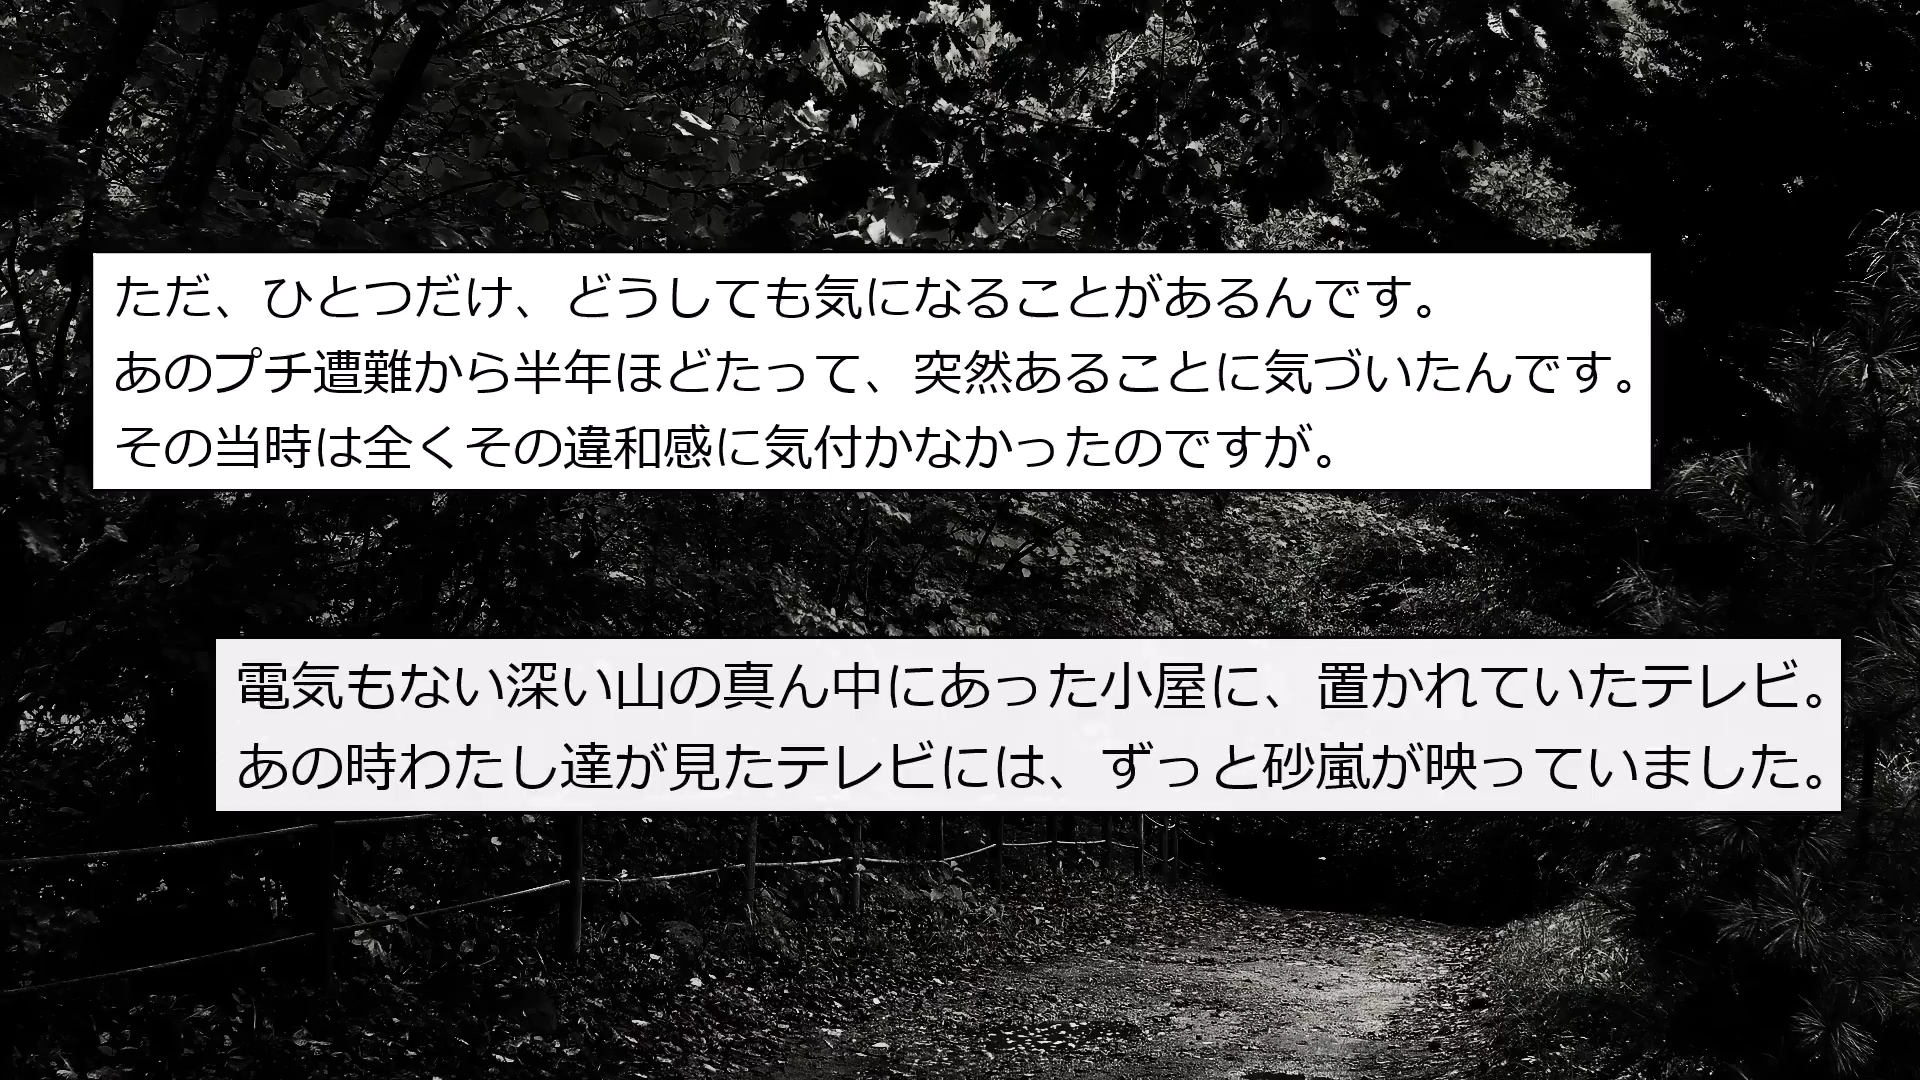 ただ、ひとつだけ、どうしても気になることがあるんです。
あのプチ遭難から半年ほどたって、突然あることに気づいたんです。
その当時は全くその違和感に気付かなかったのですが。
電気もない深い山の真ん中にあった小屋に、置かれていたテレビ。
あの時わたし達が見たテレビには、ずっと砂嵐が映っていました。